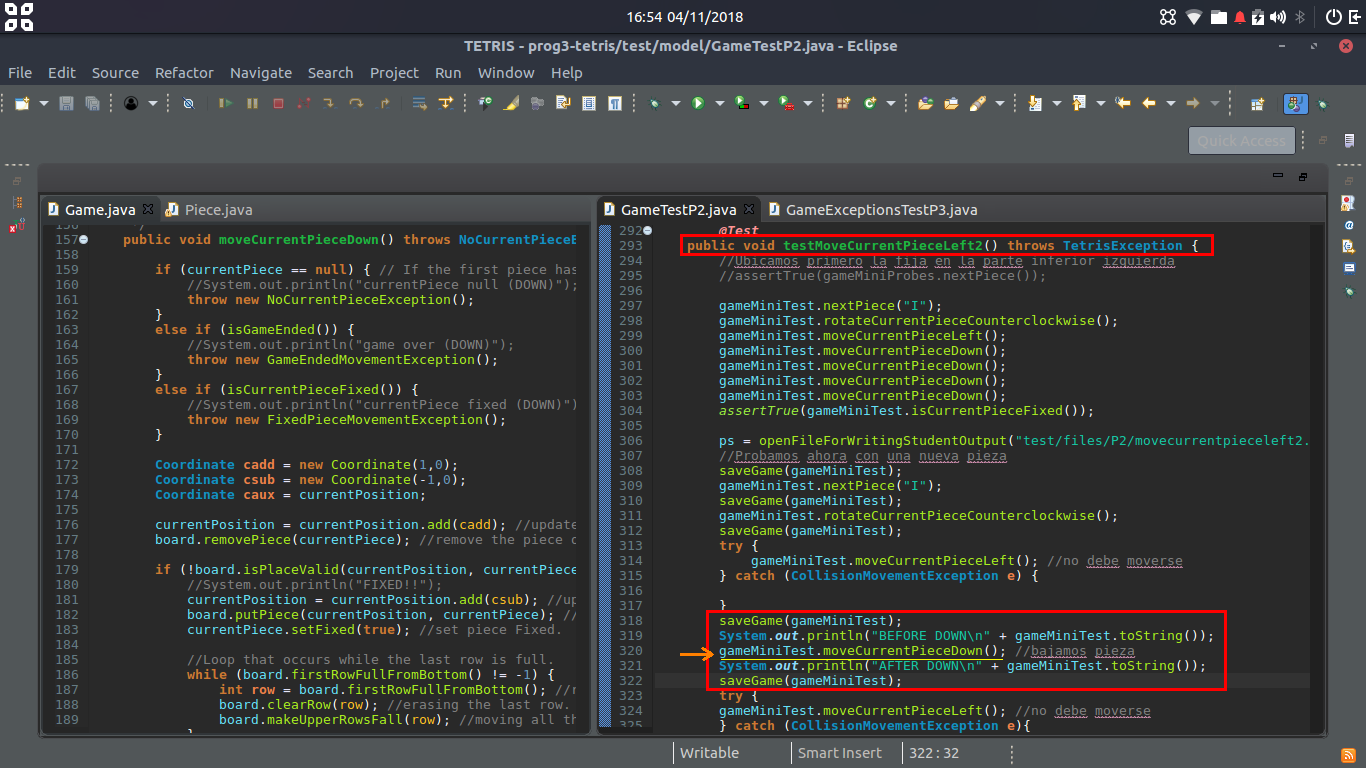 16:54 04/11/2018
TETRIS - prog3-tetris/test/model/GameTestP2.java - Eclipse
File Edit Source Refactor Navigate Search Project Run Window Help
Quick Access
Game.java Piece.java
157 public void moveCurrentPieceDown() throws NoCurrentPieceE
158
159 if (currentPiece == null) { // If the first piece has
160 //System.out.println("currentPiece null (DOWN)");
161 throw new NoCurrentPieceException();
162 }
163 else if (isGameEnded()) {
164 //System.out.println("game over (DOWN)");
165 throw new GameEndedMovementException();
166 }
167 else if (isCurrentPieceFixed()) {
168 //System.out.println("currentPiece fixed (DOWN)")
169 throw new FixedPieceMovementException();
170 }
171
172 Coordinate cadd = new Coordinate(1,0);
173 Coordinate csub = new Coordinate(-1,0);
174 Coordinate caux = currentPosition;
175
176 currentPosition = currentPosition.add(cadd); //update
177 board.removePiece(currentPiece); //remove the piece c
178
179 if (!board.isPlaceValid(currentPosition, currentPiece
180 //System.out.println("FIXED!!");
181 currentPosition = currentPosition.add(csub); //up
182 board.putPiece(currentPosition, currentPiece); //
183 currentPiece.setFixed(true); //set piece Fixed.
184
185 //Loop that occurs while the last row is full.
186 while (board.firstRowFullFromBottom() != -1) {
187 int row = board.firstRowFullFromBottom(); //r
188 board.clearRow(row); //erasing the last row.
189 board.makeUpperRowsFall(row); //moving all th
GameTestP2.java GameExceptionsTestP3.java
292 @Test
293 public void testMoveCurrentPieceLeft2() throws TetrisException {
294 //Ubicamos primero la fija en la parte inferior izquierda
295 //assertTrue(gameMiniProbes.nextPiece());
296
297 gameMiniTest.nextPiece("I");
298 gameMiniTest.rotateCurrentPieceCounterclockwise();
299 gameMiniTest.moveCurrentPieceLeft();
300 gameMiniTest.moveCurrentPieceDown();
301 gameMiniTest.moveCurrentPieceDown();
302 gameMiniTest.moveCurrentPieceDown();
303 gameMiniTest.moveCurrentPieceDown();
304 assertTrue(gameMiniTest.isCurrentPieceFixed());
305
306 ps = openFileForWritingStudentOutput("test/files/P2/movecurrentpieceleft2.
307 //Probamos ahora con una nueva pieza
308 saveGame(gameMiniTest);
309 gameMiniTest.nextPiece("I");
310 saveGame(gameMiniTest);
311 gameMiniTest.rotateCurrentPieceCounterclockwise();
312 saveGame(gameMiniTest);
313 try {
314 gameMiniTest.moveCurrentPieceLeft(); //no debe moverse
315 } catch (CollisionMovementException e) {
316
317 }
318 saveGame(gameMiniTest);
319 System.out.println("BEFORE DOWN\n" + gameMiniTest.toString());
320 gameMiniTest.moveCurrentPieceDown(); //bajamos pieza
321 System.out.println("AFTER DOWN\n" + gameMiniTest.toString());
322 saveGame(gameMiniTest);
323 try {
324 gameMiniTest.moveCurrentPieceLeft(); //no debe moverse
325 } catch (CollisionMovementException e){
Writable Smart Insert 322 : 32